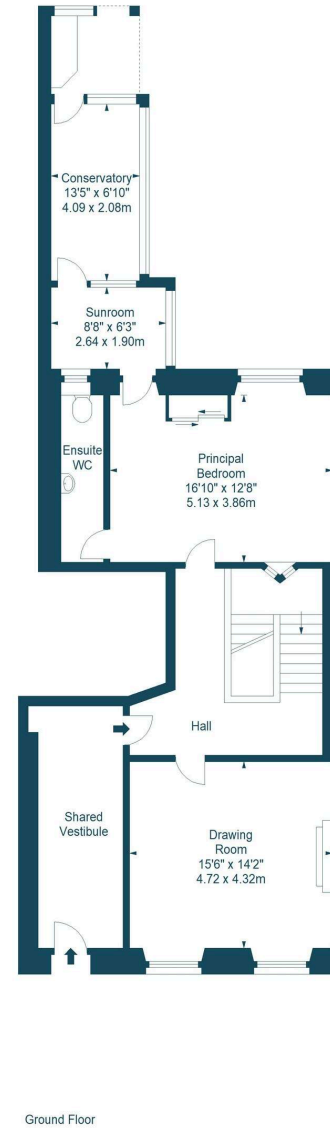 Conservatory
13'5" x 6'10"
4.09 x 2.08m
Sunroom
8'8" x 6'3"
2.64 x 1.90m
Ensuite
WC
Principal
Bedroom
16'10" x 12'8"
5.13 x 3.86m
Hall
Shared
Vestibule
Drawing
Room
15'6" x 14'2"
4.72 x 4.32m
Ground Floor